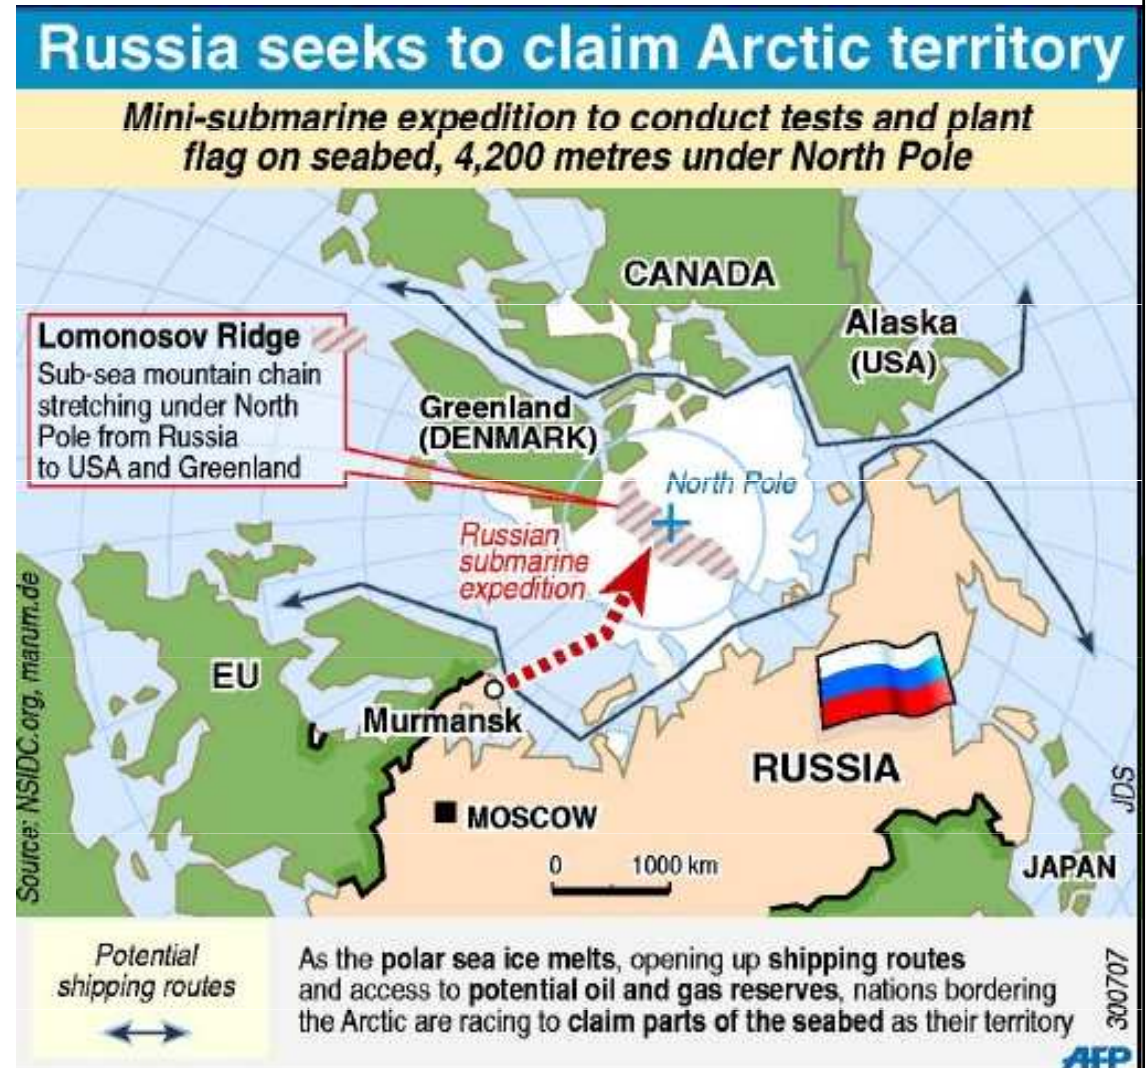 Russia seeks to claim Arctic territory
Mini-submarine expedition to conduct tests and plant
flag on seabed, 4,200 metres under North Pole
CANADA
Alaska
(USA)
Lomonosov Ridge
Sub-sea mountain chain
stretching under North
Pole from Russia
to USA and Greenland
Greenland
(DENMARK)
North Pole
Russian
submarine
expedition
EU
Murmansk
RUSSIA
MOSCOW
0 1000 km
JAPAN
Source: NSIDC.org, marum.de
JDS
Potential
shipping routes
As the polar sea ice melts, opening up shipping routes
and access to potential oil and gas reserves, nations bordering
the Arctic are racing to claim parts of the seabed as their territory
300707
AFP